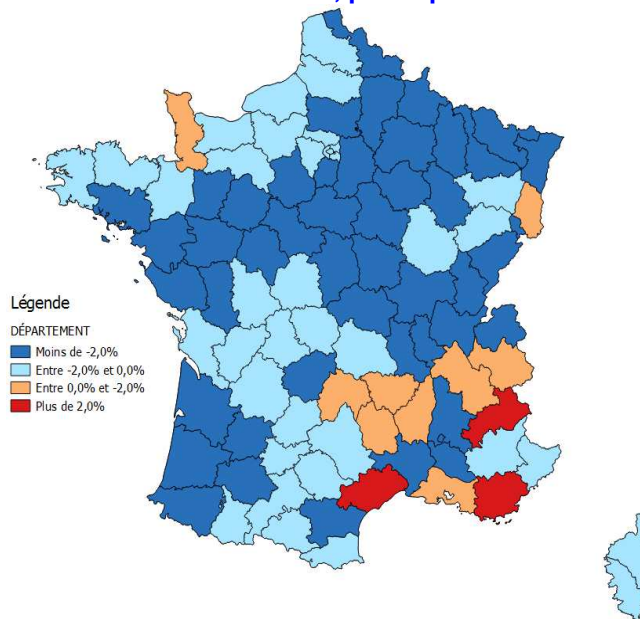 Légende
DÉPARTEMENT
Moins de -2,0%
Entre -2,0% et 0,0%
Entre 0,0% et -2,0%
Plus de 2,0%